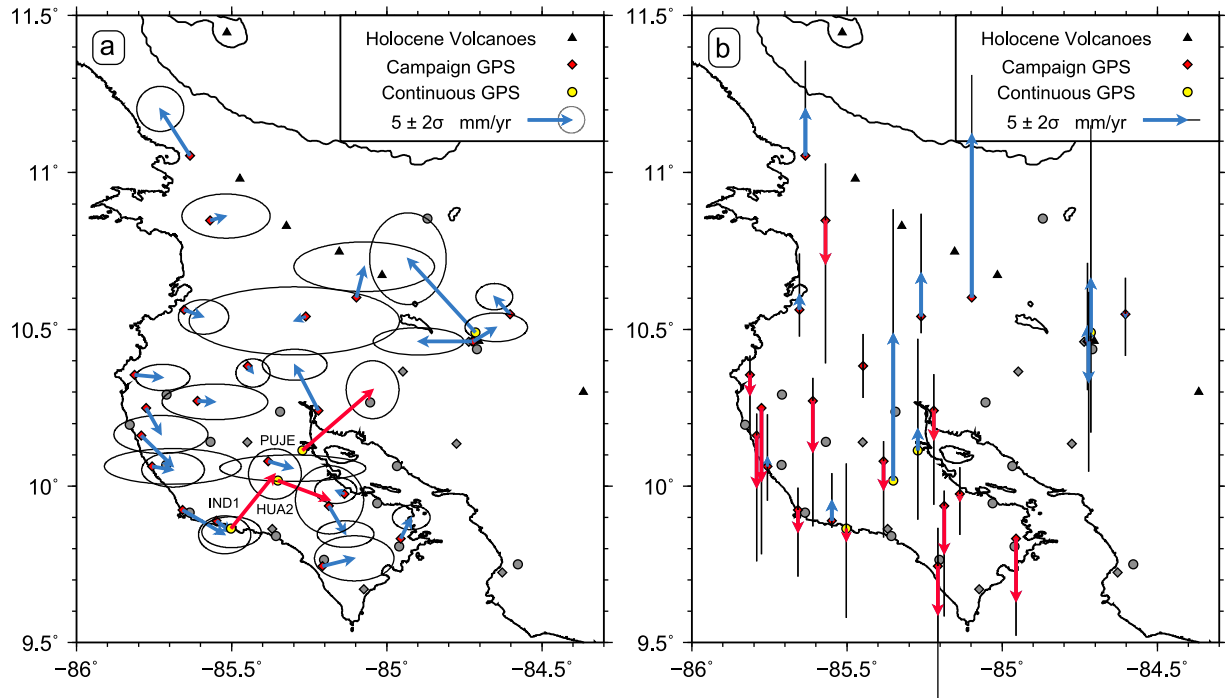 a
Holocene Volcanoes
Campaign GPS
Continuous GPS
5 ± 2σ mm/yr
11.5˚
11˚
10.5˚
10˚
9.5˚
PUJE
IND1
HUA2
−86˚ −85.5˚ −85˚ −84.5˚
b
Holocene Volcanoes
Campaign GPS
Continuous GPS
5 ± 2σ mm/yr
11.5˚
11˚
10.5˚
10˚
9.5˚
−86˚ −85.5˚ −85˚ −84.5˚